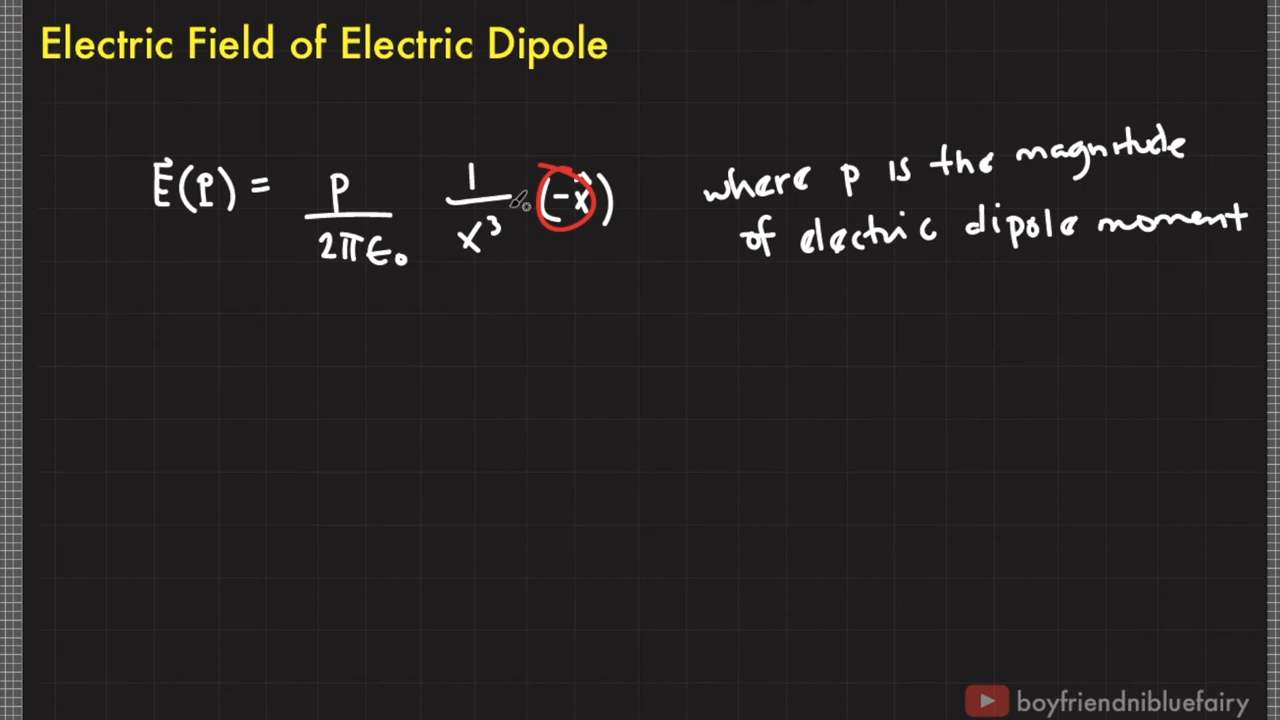 Electric Field of Electric Dipole
E⃗(P) = p/(2πϵ₀) 1/x³ (-x⃗)
where p is the magnitude
of electric dipole moment
boyfriendnibluefairy